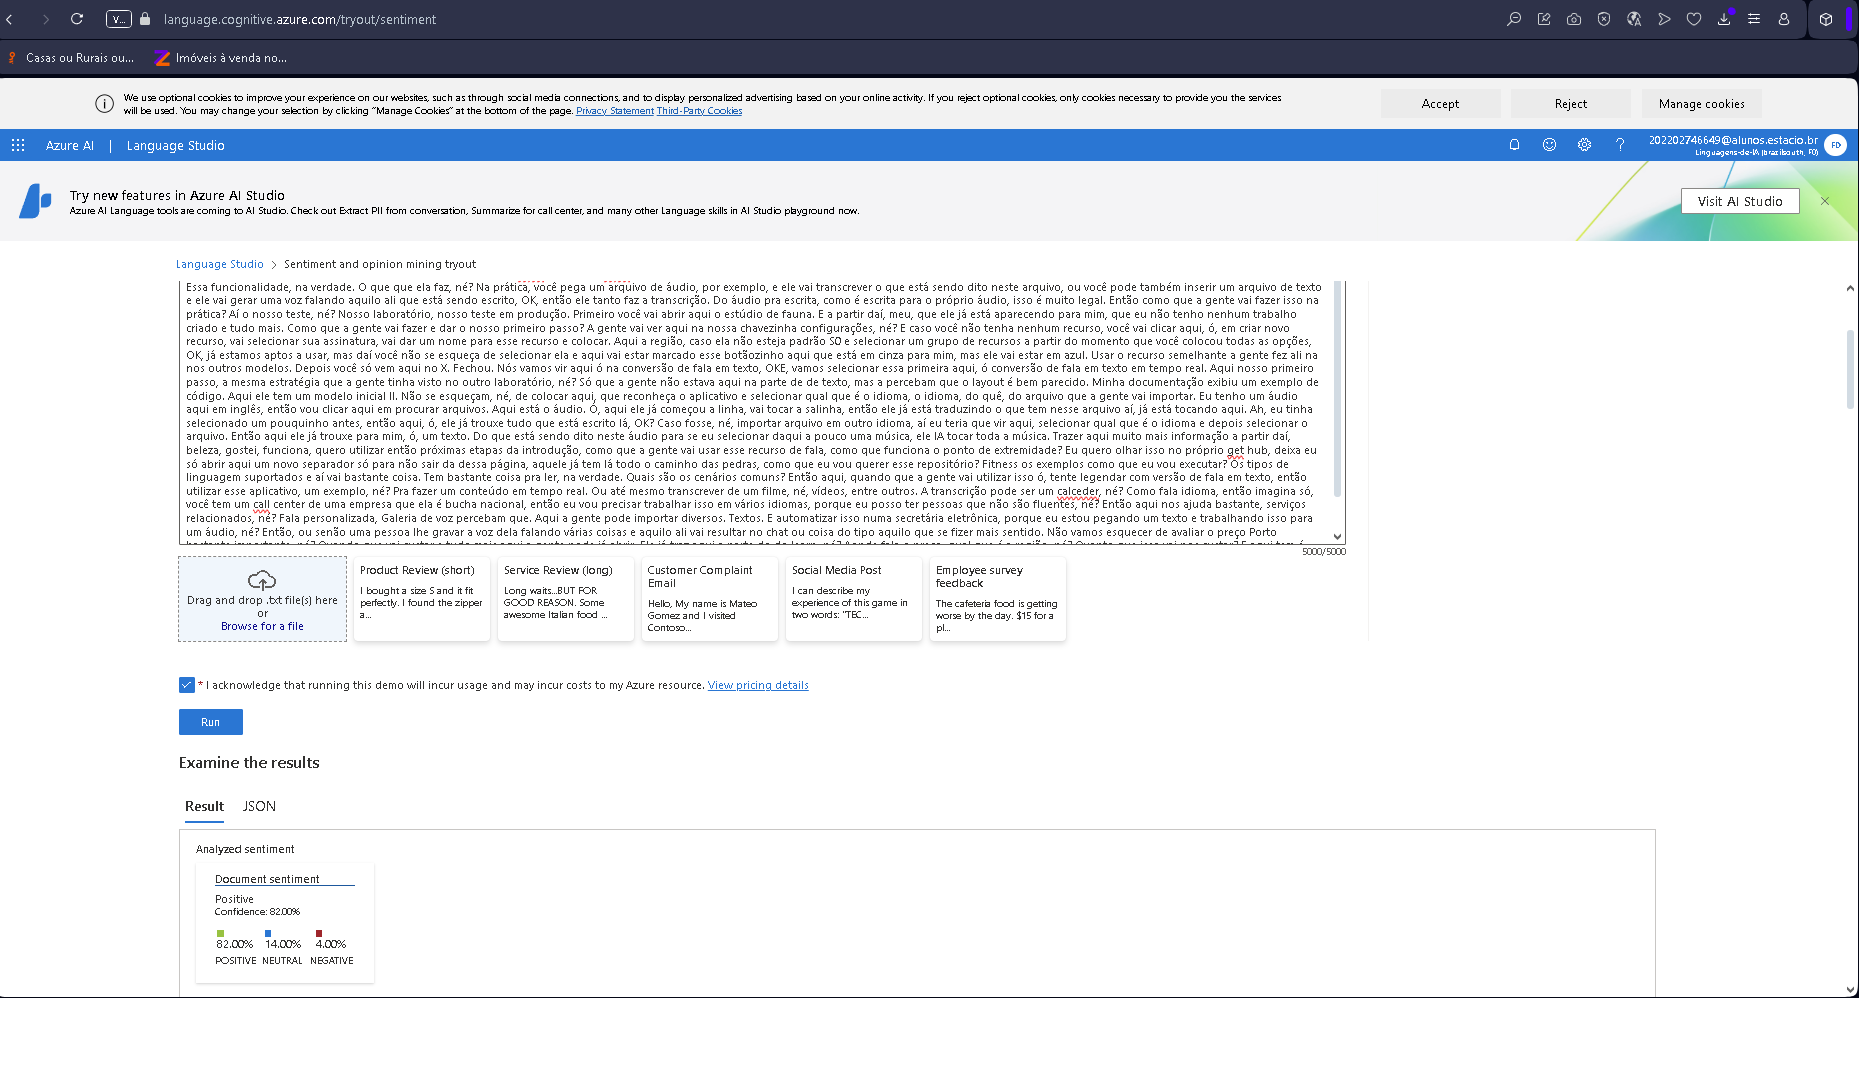 V...
language.cognitive.azure.com/tryout/sentiment
Casas ou Rurais ou...
Imóveis à venda no...
We use optional cookies to improve your experience on our websites, such as through social media connections, and to display personalized advertising based on your online activity. If you reject optional cookies, only cookies necessary to provide you the services
will be used. You may change your selection by clicking "Manage Cookies" at the bottom of the page. Privacy Statement Third-Party Cookies
Accept
Reject
Manage cookies
Azure AI | Language Studio
202202746649@alunos.estacio.br
Linguagens-de-IA (brazilsouth, F0)
FD
Try new features in Azure AI Studio
Azure AI Language tools are coming to AI Studio. Check out Extract PII from conversation, Summarize for call center, and many other Language skills in AI Studio playground now.
Visit AI Studio
Language Studio > Sentiment and opinion mining tryout
Essa funcionalidade, na verdade. O que que ela faz, né? Na prática, você pega um arquivo de áudio, por exemplo, e ele vai transcrever o que está sendo dito neste arquivo, ou você pode também inserir um arquivo de texto
e ele vai gerar uma voz falando aquilo ali que está sendo escrito, OK, então ele tanto faz a transcrição. Do áudio pra escrita, como é escrita para o próprio áudio, isso é muito legal. Então como que a gente vai fazer isso na
prática? Aí o nosso teste, né? Nosso laboratório, nosso teste em produção. Primeiro você vai abrir aqui o estúdio de fauna. E a partir daí, meu, que ele já está aparecendo para mim, que eu não tenho nenhum trabalho
criado e tudo mais. Como que a gente vai fazer e dar o nosso primeiro passo? A gente vai ver aqui na nossa chavezinha configurações, né? E caso você não tenha nenhum recurso, você vai clicar aqui, ó, em criar novo
recurso, vai selecionar sua assinatura, vai dar um nome para esse recurso e colocar. Aqui a região, caso ela não esteja padrão S0 e selecionar um grupo de recursos a partir do momento que você colocou todas as opções,
OK, já estamos aptos a usar, mas daí você não se esqueça de selecionar ela e aqui vai estar marcado esse botãozinho aqui que está em cinza para mim, mas ele vai estar em azul. Usar o recurso semelhante a gente fez ali na
nos outros modelos. Depois você só vem aqui no X. Fechou. Nós vamos vir aqui ó na conversão de fala em texto, OKE, vamos selecionar essa primeira aqui, ó conversão de fala em texto em tempo real. Aqui nosso primeiro
passo, a mesma estratégia que a gente tinha visto no outro laboratório, né? Só que a gente não estava aqui na parte de de texto, mas a percebam que o layout é bem parecido. Minha documentação exibiu um exemplo de
código. Aqui ele tem um modelo inicial II. Não se esqueçam, né, de colocar aqui, que reconheça o aplicativo e selecionar qual que é o idioma, o idioma, do quê, do arquivo que a gente vai importar. Eu tenho um áudio
aqui em inglês, então vou clicar aqui em procurar arquivos. Aqui está o áudio. Ó, aqui ele já começou a linha, vai tocar a salinha, então ele já está traduzindo o que tem nesse arquivo aí, já está tocando aqui. Ah, eu tinha
selecionado um pouquinho antes, então aqui, ó, ele já trouxe tudo que está escrito lá, OK? Caso fosse, né, importar arquivo em outro idioma, aí eu teria que vir aqui, selecionar qual que é o idioma e depois selecionar o
arquivo. Então aqui ele já trouxe para mim, ó, um texto. Do que está sendo dito neste áudio para se eu selecionar daqui a pouco uma música, ele IA tocar toda a música. Trazer aqui muito mais informação a partir daí,
beleza, gostei, funciona, quero utilizar então próximas etapas da introdução, como que a gente vai usar esse recurso de fala, como que funciona o ponto de extremidade? Eu quero olhar isso no próprio get hub, deixa eu
só abrir aqui um novo separador só para não sair da dessa página, aquele já tem lá todo o caminho das pedras, como que eu vou querer esse repositório? Fitness os exemplos como que eu vou executar? Os tipos de
linguagem suportados e aí vai bastante coisa. Tem bastante coisa pra ler, na verdade. Quais são os cenários comuns? Então aqui, quando que a gente vai utilizar isso ó, tente legendar com versão de fala em texto, então
utilizar esse aplicativo, um exemplo, né? Pra fazer um conteúdo em tempo real. Ou até mesmo transcrever de um filme, né, vídeos, entre outros. A transcrição pode ser um calceder, né? Como fala idioma, então imagina só,
você tem um call center de uma empresa que ela é bucha nacional, então eu vou precisar trabalhar isso em vários idiomas, porque eu posso ter pessoas que não são fluentes, né? Então aqui nos ajuda bastante, serviços
relacionados, né? Fala personalizada, Galeria de voz percebam que. Aqui a gente pode importar diversos. Textos. E automatizar isso numa secretária eletrônica, porque eu estou pegando um texto e trabalhando isso para
um áudio, né? Então, ou senão uma pessoa lhe gravar a voz dela falando várias coisas e aquilo ali vai resultar no chat ou coisa do tipo aquilo que se fizer mais sentido. Não vamos esquecer de avaliar o preço Porto
5000/5000
Drag and drop .txt file(s) here
or
Browse for a file
Product Review (short)
I bought a size S and it fit
perfectly. I found the zipper
a...
Service Review (long)
Long waits...BUT FOR
GOOD REASON. Some
awesome Italian food ...
Customer Complaint
Email
Hello, My name is Mateo
Gomez and I visited
Contoso...
Social Media Post
I can describe my
experience of this game in
two words: "TEC...
Employee survey
feedback
The cafeteria food is getting
worse by the day. $15 for a
pl...
* I acknowledge that running this demo will incur usage and may incur costs to my Azure resource. View pricing details
Run
Examine the results
Result
JSON
Analyzed sentiment
Document sentiment
Positive
Confidence: 82.00%
82.00% 14.00% 4.00%
POSITIVE NEUTRAL NEGATIVE